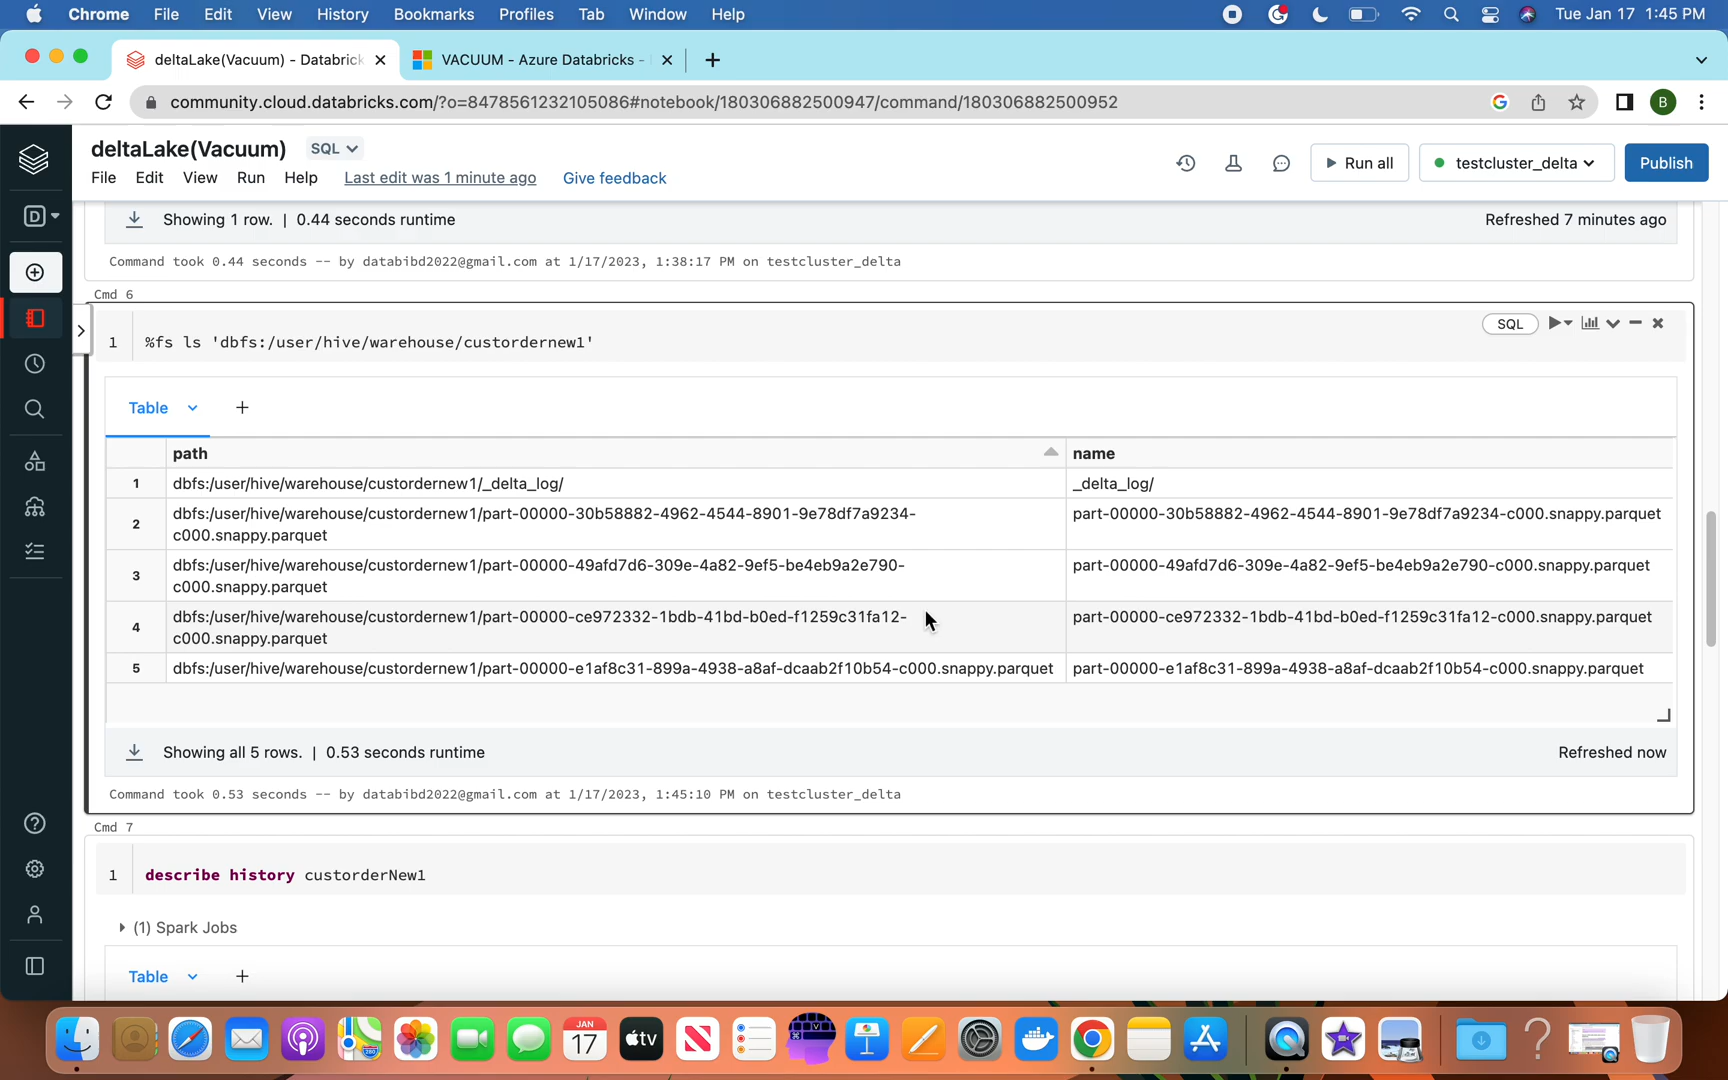 Chrome File Edit View History Bookmarks Profiles Tab Window Help Tue Jan 17 1:45 PM
deltaLake(Vacuum) - Databrick VACUUM - Azure Databricks -
community.cloud.databricks.com/?o=8478561232105086#notebook/180306882500947/command/180306882500952 B
deltaLake(Vacuum) SQL
Run all testcluster_delta Publish
File Edit View Run Help Last edit was 1 minute ago Give feedback
D
Showing 1 row. | 0.44 seconds runtime Refreshed 7 minutes ago
Command took 0.44 seconds -- by databibd2022@gmail.com at 1/17/2023, 1:38:17 PM on testcluster_delta
Cmd 6
SQL
1 %fs ls 'dbfs:/user/hive/warehouse/custordernew1'
Table +
path name
1 dbfs:/user/hive/warehouse/custordernew1/_delta_log/ _delta_log/
2 dbfs:/user/hive/warehouse/custordernew1/part-00000-30b58882-4962-4544-8901-9e78df7a9234- part-00000-30b58882-4962-4544-8901-9e78df7a9234-c000.snappy.parquet
c000.snappy.parquet
3 dbfs:/user/hive/warehouse/custordernew1/part-00000-49afd7d6-309e-4a82-9ef5-be4eb9a2e790- part-00000-49afd7d6-309e-4a82-9ef5-be4eb9a2e790-c000.snappy.parquet
c000.snappy.parquet
4 dbfs:/user/hive/warehouse/custordernew1/part-00000-ce972332-1bdb-41bd-b0ed-f1259c31fa12- part-00000-ce972332-1bdb-41bd-b0ed-f1259c31fa12-c000.snappy.parquet
c000.snappy.parquet
5 dbfs:/user/hive/warehouse/custordernew1/part-00000-e1af8c31-899a-4938-a8af-dcaab2f10b54-c000.snappy.parquet part-00000-e1af8c31-899a-4938-a8af-dcaab2f10b54-c000.snappy.parquet
Showing all 5 rows. | 0.53 seconds runtime Refreshed now
Command took 0.53 seconds -- by databibd2022@gmail.com at 1/17/2023, 1:45:10 PM on testcluster_delta
Cmd 7
1 describe history custorderNew1
(1) Spark Jobs
Table +
JAN
17
tv